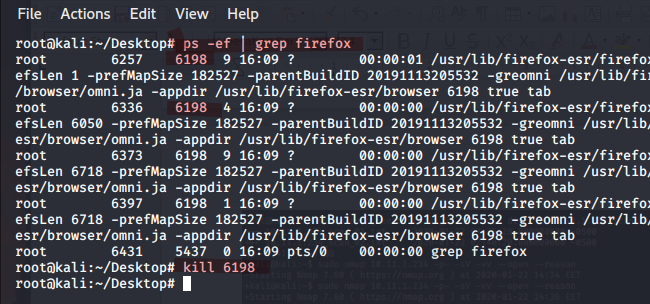 File Actions Edit View Help
root@kali:~/Desktop# ps -ef | grep firefox
root 6257 6198 9 16:09 ? 00:00:01 /usr/lib/firefox-esr/firefox
efsLen 1 -prefMapSize 182527 -parentBuildID 20191113205532 -greomni /usr/lib
/browser/omni.ja -appdir /usr/lib/firefox-esr/browser 6198 true tab
root 6336 6198 4 16:09 ? 00:00:00 /usr/lib/firefox-esr/firefox
efsLen 6050 -prefMapSize 182527 -parentBuildID 20191113205532 -greomni /usr/
esr/browser/omni.ja -appdir /usr/lib/firefox-esr/browser 6198 true tab
root 6373 6198 9 16:09 ? 00:00:00 /usr/lib/firefox-esr/firefox
efsLen 6718 -prefMapSize 182527 -parentBuildID 20191113205532 -greomni /usr/
esr/browser/omni.ja -appdir /usr/lib/firefox-esr/browser 6198 true tab
root 6397 6198 1 16:09 ? 00:00:00 /usr/lib/firefox-esr/firefox
efsLen 6718 -prefMapSize 182527 -parentBuildID 20191113205532 -greomni /usr/
esr/browser/omni.ja -appdir /usr/lib/firefox-esr/browser 6198 true tab
root 6431 5437 0 16:09 pts/0 00:00:00 grep firefox
root@kali:~/Desktop# kill 6198
root@kali:~/Desktop#